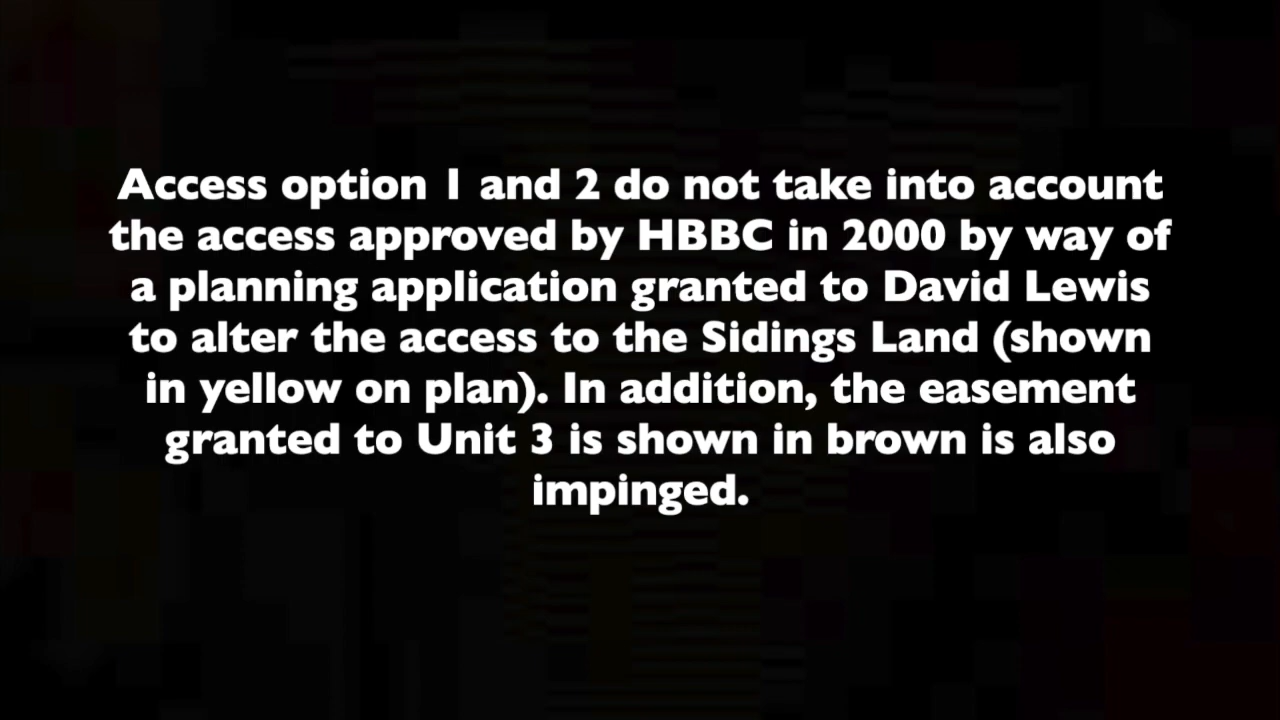 Access option 1 and 2 do not take into account
the access approved by HBBC in 2000 by way of
a planning application granted to David Lewis
to alter the access to the Sidings Land (shown
in yellow on plan). In addition, the easement
granted to Unit 3 is shown in brown is also
impinged.